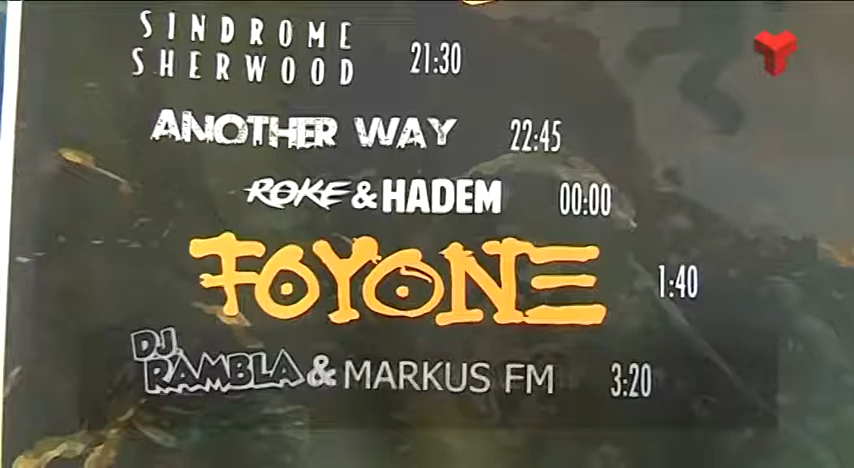 SINDROME
SHERWOOD 21:30
ANOTHER WAY 22:45
ROKE & HADEM 00:00
FOYONE 1:40
DJ. RAMBLA & MARKUS FM 3:20